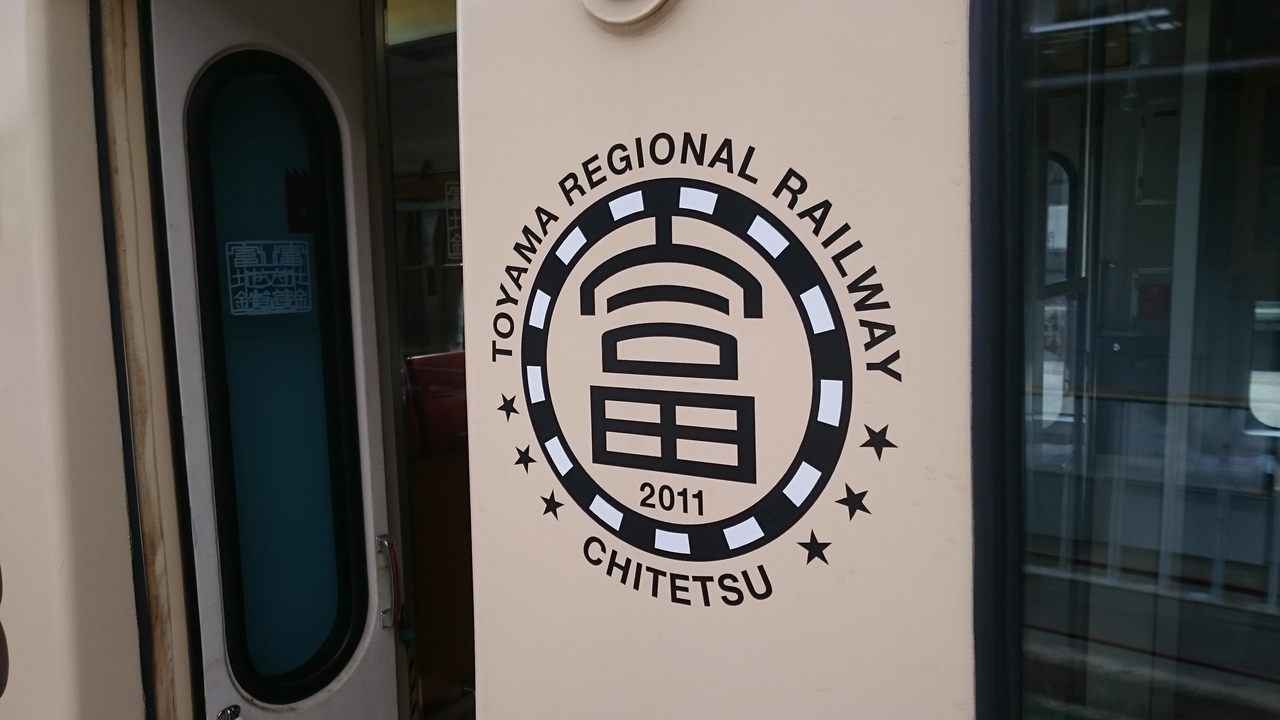 TOYAMA REGIONAL RAILWAY
富
2011
CHITETSU